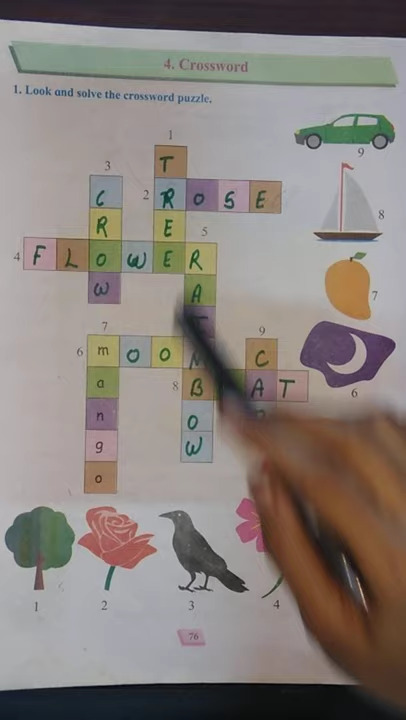 4. Crossword
1. Look and solve the crossword puzzle.
1
9
T
3
C 2 R O S E
8
R E 5
4 F L O W E R
W A
7
7 9
6 m o o N C
a 8 B A T
6
n O
g W
o
1 2 3 4
76